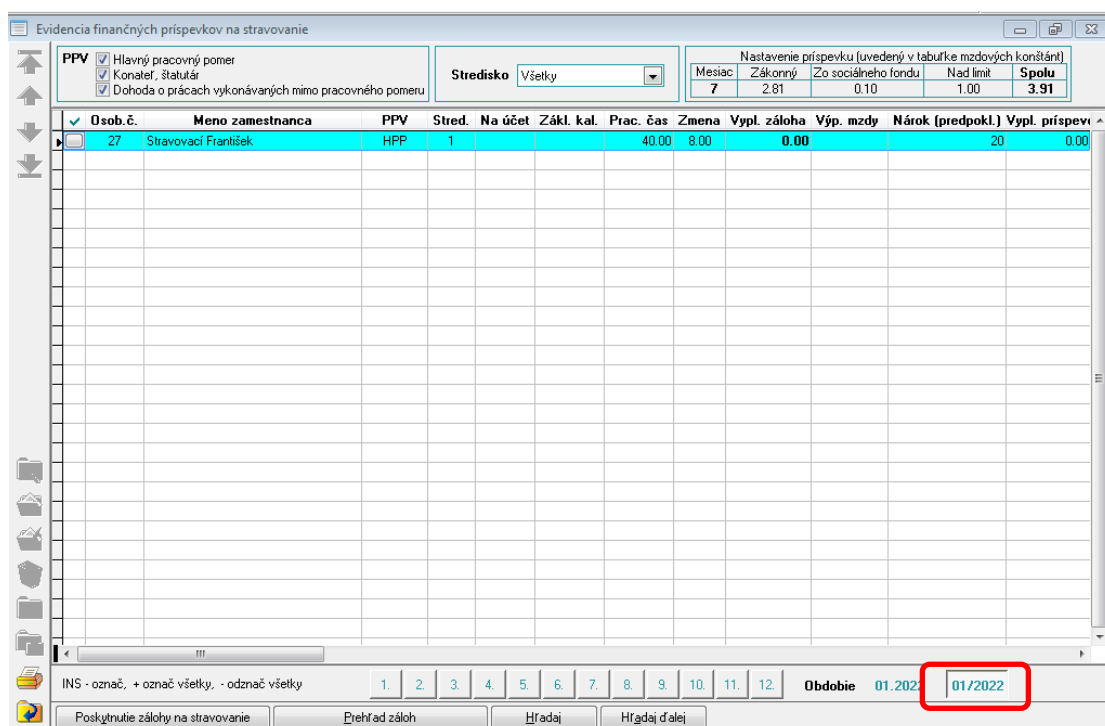 Evidencia finančných príspevkov na stravovanie
PPV Hlavný pracovný pomer
Konateľ, štatutár
Dohoda o prácach vykonávaných mimo pracovného pomeru
Stredisko Všetky
Nastavenie príspevku (uvedený v tabuľke mzdových konštánt)
Mesiac Zákonný Zo sociálneho fondu Nad limit Spolu
7 2.81 0.10 1.00 3.91
Osob.č. Meno zamestnanca PPV Stred. Na účet Zákl. kal. Prac. čas Zmena Vypl. záloha Výp. mzdy Nárok (predpokl.) Vypl. príspev
27 Stravovací František HPP 1 40.00 8.00 0.00 20 0.00
INS - označ, + označ všetky, - odznač všetky 1. 2. 3. 4. 5. 6. 7. 8. 9. 10. 11. 12. Obdobie 01.2022 01/2022
Poskytnutie zálohy na stravovanie Prehľad záloh Hľadaj Hľadaj ďalej